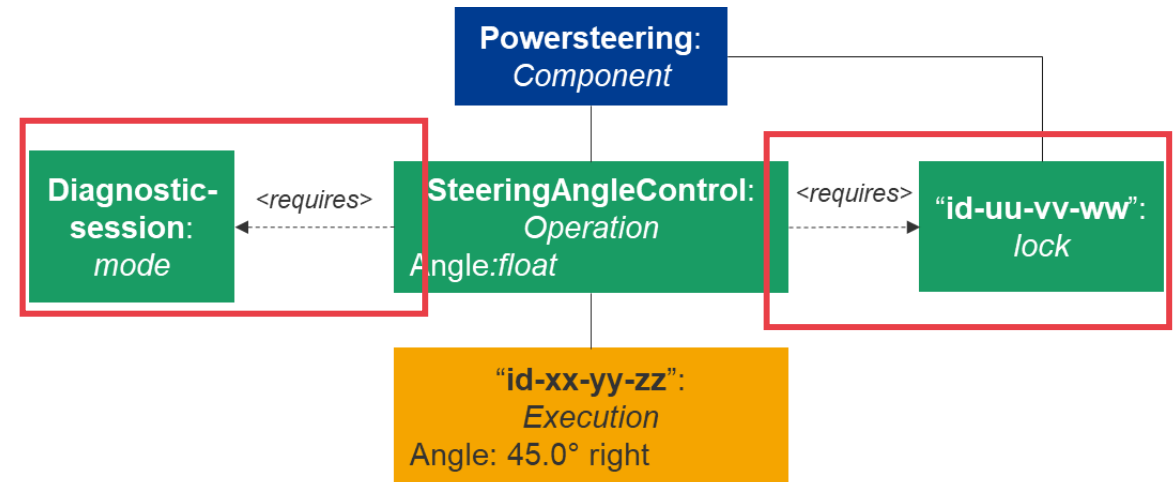 Powersteering:
Component
Diagnostic-
session:
mode
<requires>
SteeringAngleControl:
Operation
Angle:float
<requires>
“id-uu-vv-ww”:
lock
“id-xx-yy-zz”:
Execution
Angle: 45.0° right